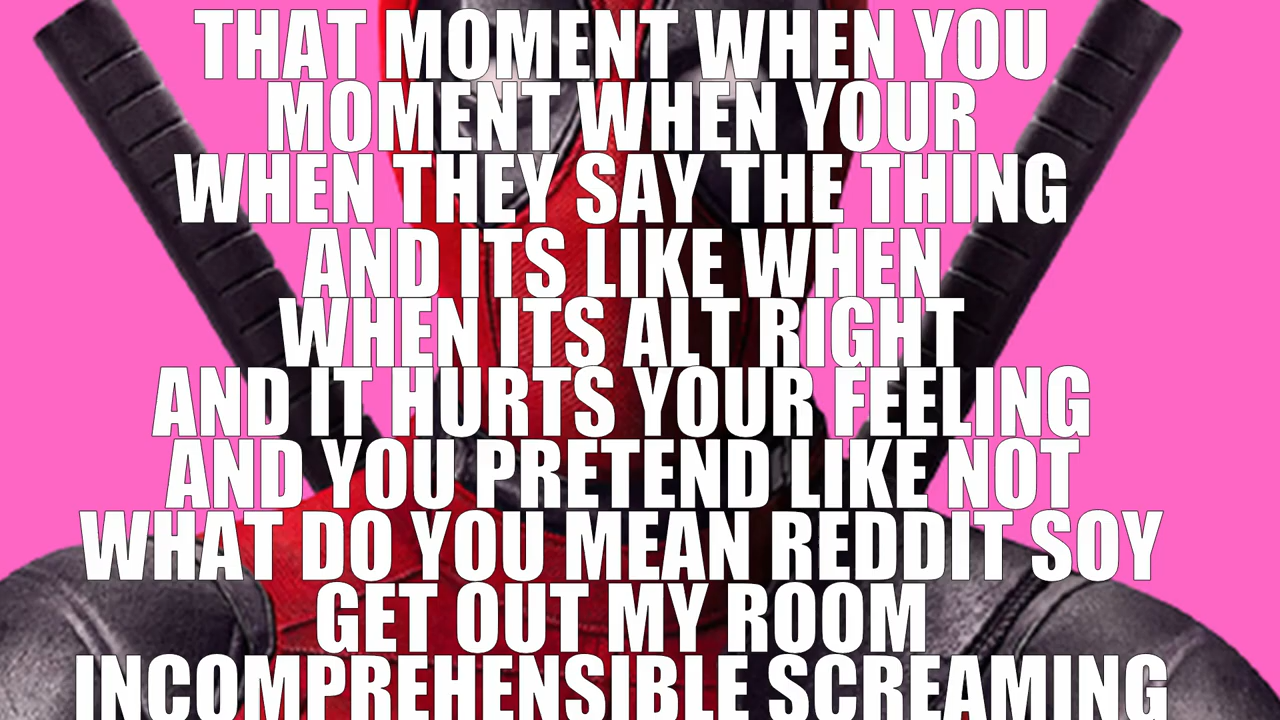 THAT MOMENT WHEN YOU
MOMENT WHEN YOUR
WHEN THEY SAY THE THING
AND ITS LIKE WHEN
WHEN ITS ALT RIGHT
AND IT HURTS YOUR FEELING
AND YOU PRETEND LIKE NOT
WHAT DO YOU MEAN REDDIT SOY
GET OUT MY ROOM
INCOMPREHENSIBLE SCREAMING